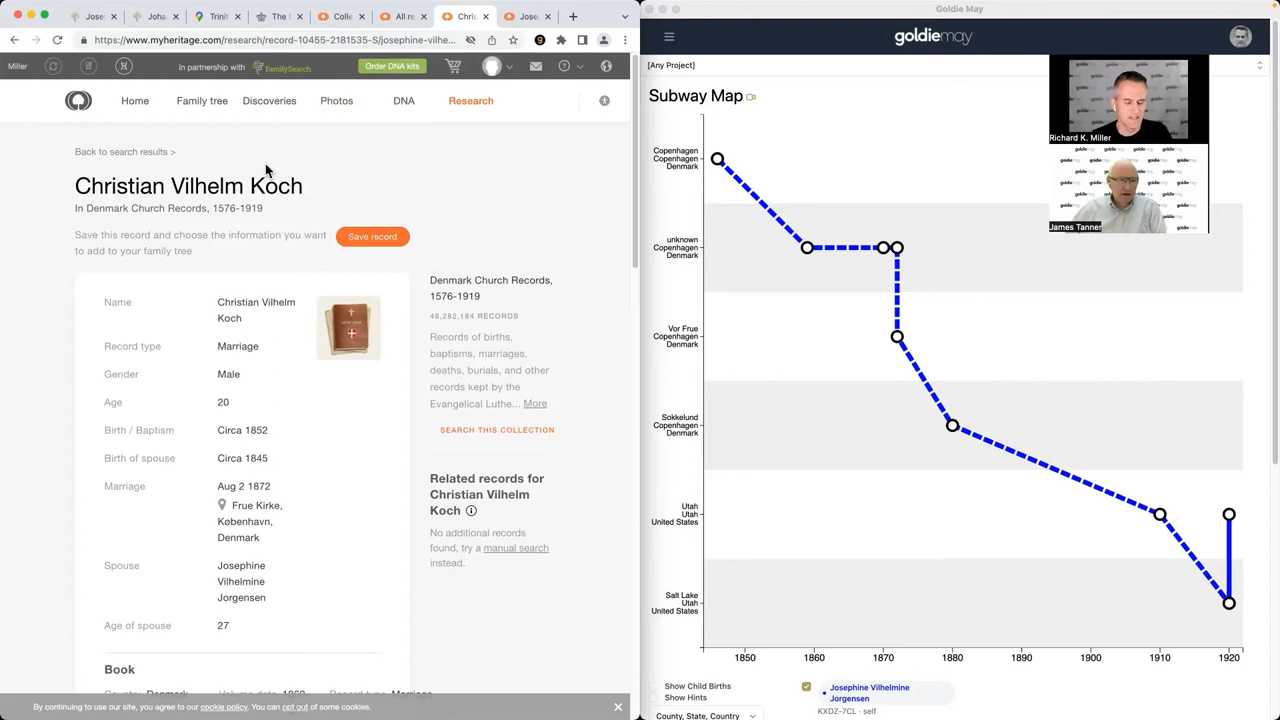 Jose
Joha
Trinit
The
Colle
All re
Chris
Jose
Goldie May
https://www.myheritage.com/research/record-10455-2181535-S/josephine-vilhe...
Miller
In partnership with FamilySearch
Order DNA kits
Home
Family tree
Discoveries
Photos
DNA
Research
Back to search results >
Christian Vilhelm Koch
In Denmark Church Records, 1576-1919
Save this record and choose the information you want
to add to your family tree
Save record
Name
Christian Vilhelm
Koch
Record type
Marriage
Gender
Male
Age
20
Birth / Baptism
Circa 1852
Birth of spouse
Circa 1845
Marriage
Aug 2 1872
Frue Kirke,
København,
Denmark
Spouse
Josephine
Vilhelmine
Jorgensen
Age of spouse
27
Book
Denmark Church Records,
1576-1919
48,282,184 RECORDS
Records of births,
baptisms, marriages,
deaths, burials, and other
records kept by the
Evangelical Luthe... More
SEARCH THIS COLLECTION
Related records for
Christian Vilhelm
Koch
No additional records
found, try a manual search
instead.
By continuing to use our site, you agree to our cookie policy. You can opt out of some cookies.
goldiemay
[Any Project]
Subway Map
Richard K. Miller
James Tanner
Copenhagen
Copenhagen
Denmark
unknown
Copenhagen
Denmark
Vor Frue
Copenhagen
Denmark
Sokkelund
Copenhagen
Denmark
Utah
Utah
United States
Salt Lake
Utah
United States
1850
1860
1870
1880
1890
1900
1910
1920
Show Child Births
Show Hints
County, State, Country
Josephine Vilhelmine
Jorgensen
KXDZ-7CL · self